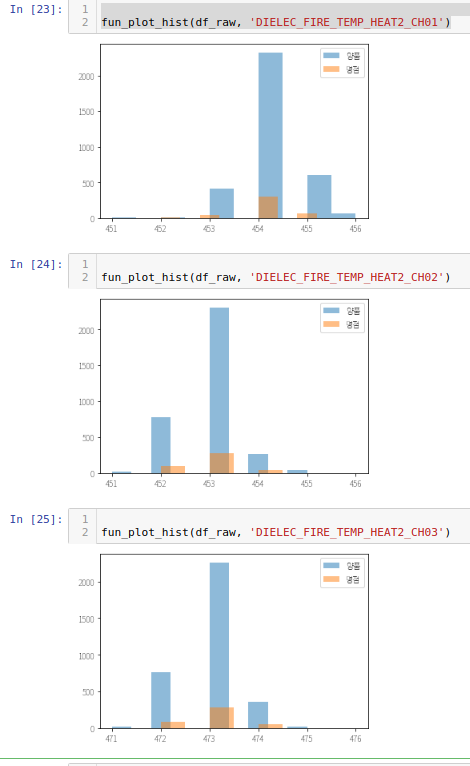 In [23]:
1
2 fun_plot_hist(df_raw, 'DIELEC_FIRE_TEMP_HEAT2_CH01')
양품
불량
2000
1500
1000
500
0
451 452 453 454 455 456
In [24]:
1
2 fun_plot_hist(df_raw, 'DIELEC_FIRE_TEMP_HEAT2_CH02')
양품
불량
2000
1500
1000
500
0
451 452 453 454 455 456
In [25]:
1
2 fun_plot_hist(df_raw, 'DIELEC_FIRE_TEMP_HEAT2_CH03')
양품
불량
2000
1500
1000
500
0
471 472 473 474 475 476